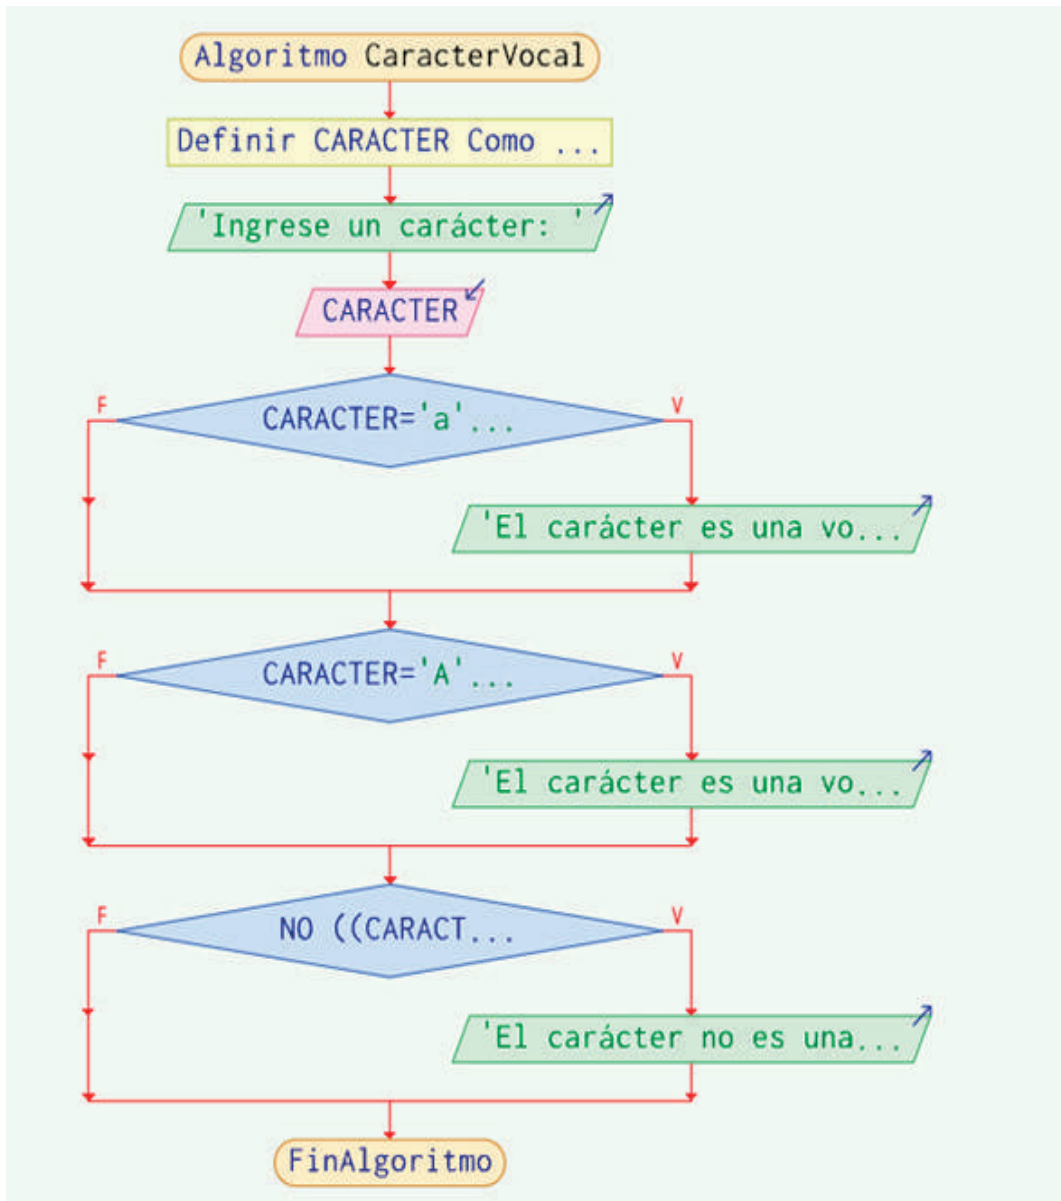 Algoritmo CaracterVocal
Definir CARACTER Como ...
'Ingrese un carácter: '
CARACTER
F
V
CARACTER='a'...
'El carácter es una vo...
F
V
CARACTER='A'...
'El carácter es una vo...
F
V
NO ((CARACT...
'El carácter no es una...
FinAlgoritmo